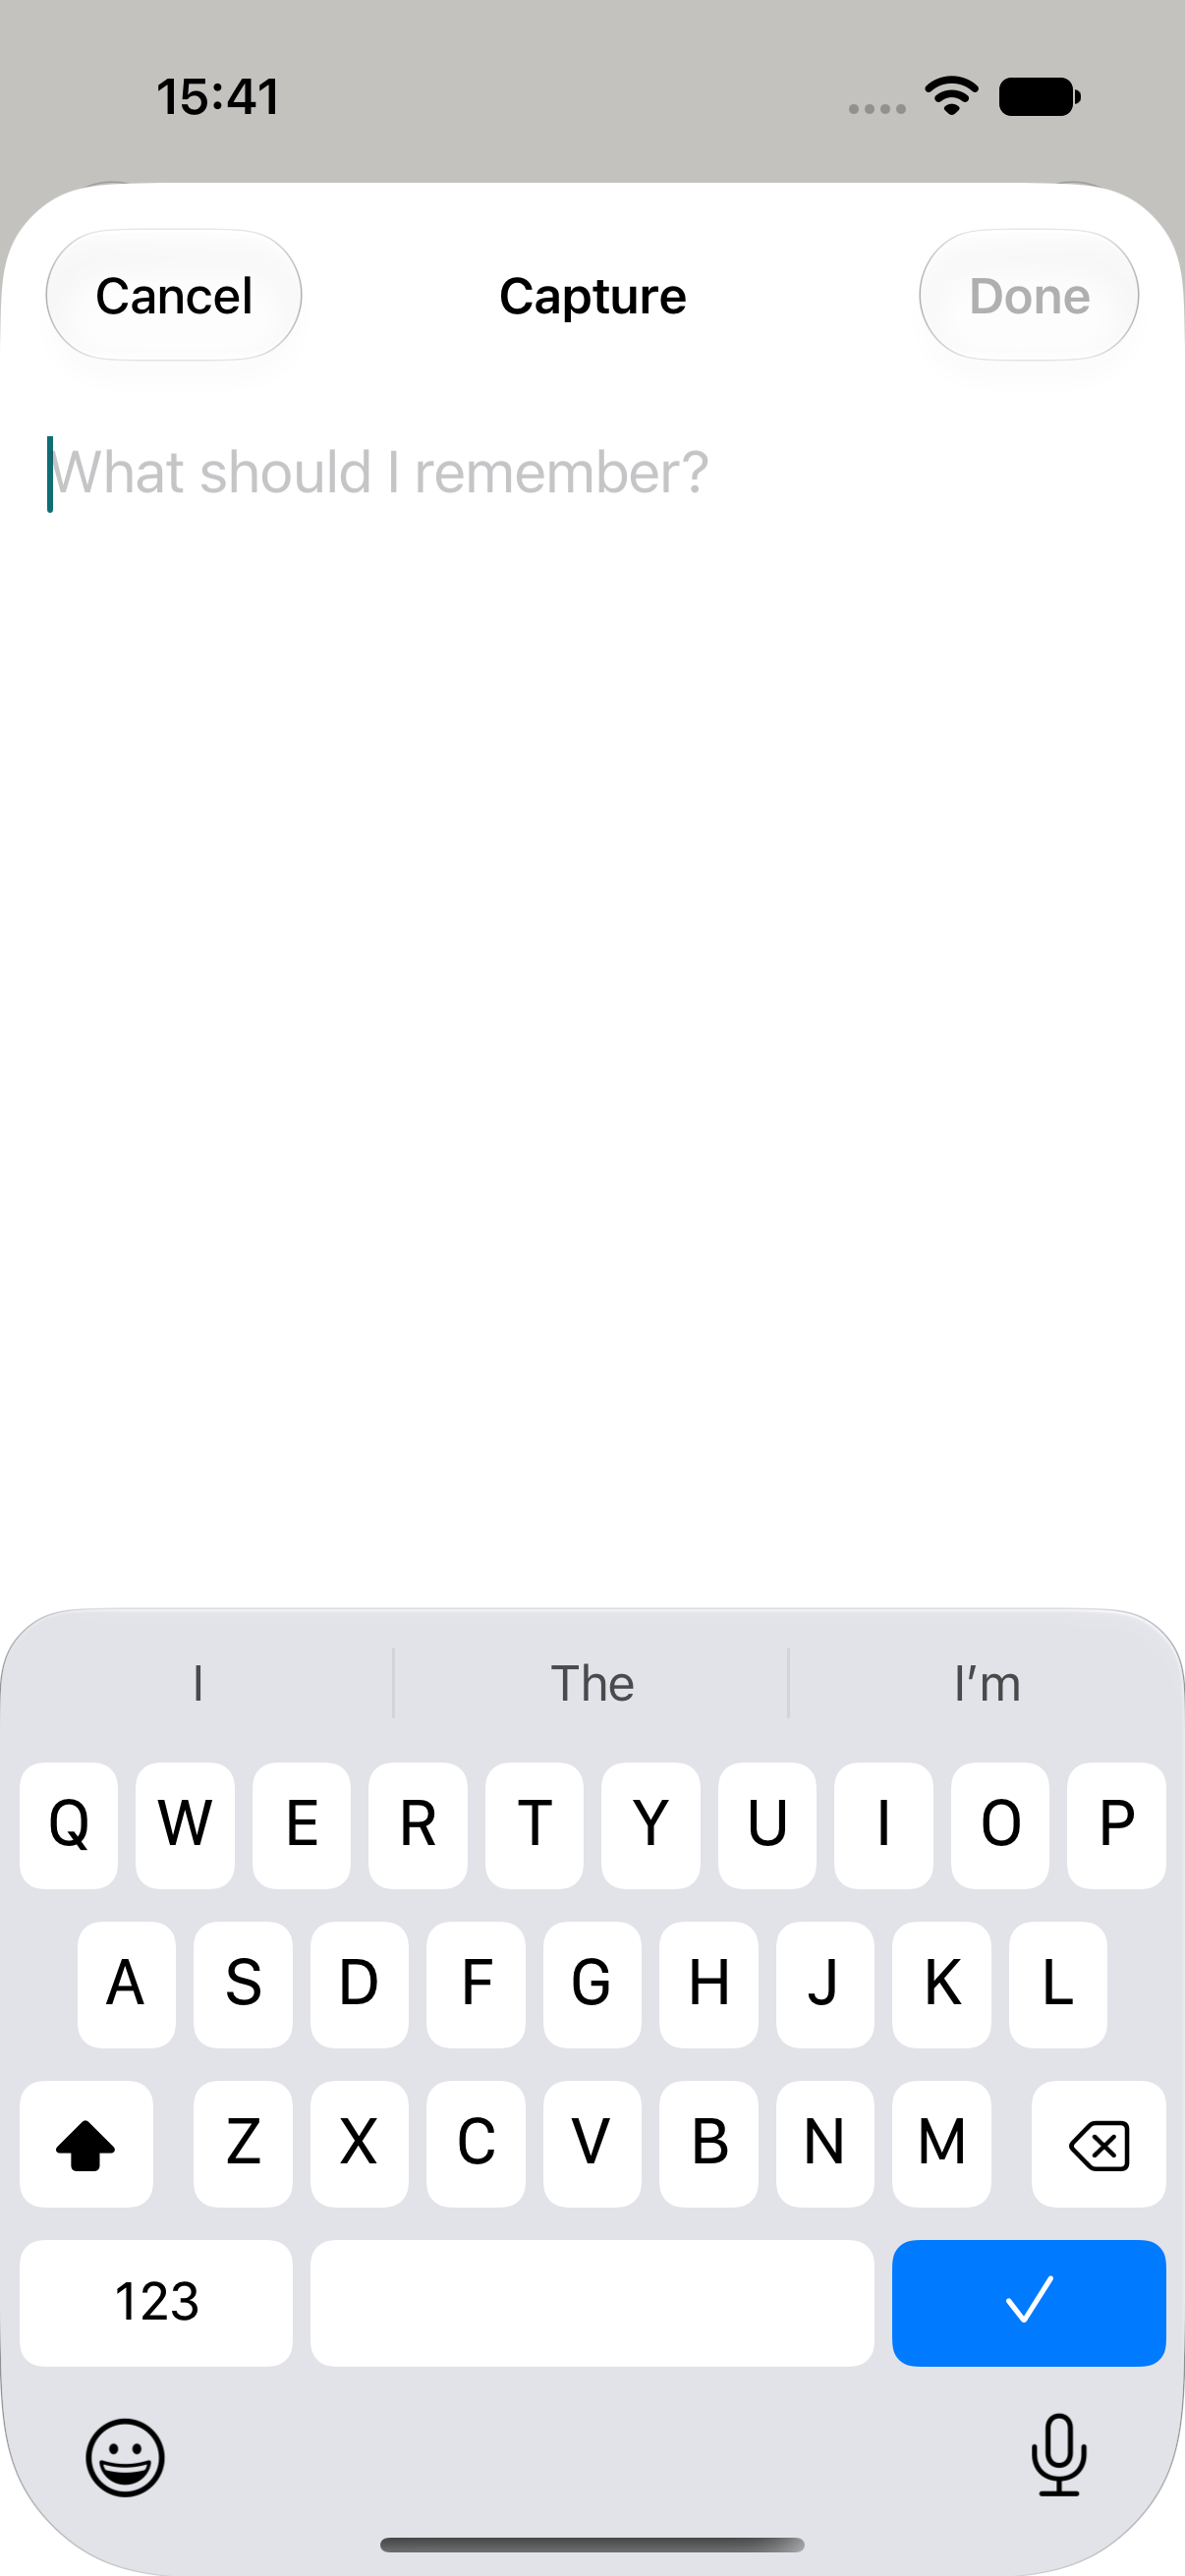 15:41
Cancel Capture Done
What should I remember?
I The I’m
Q W E R T Y U I O P
A S D F G H J K L
Z X C V B N M
123